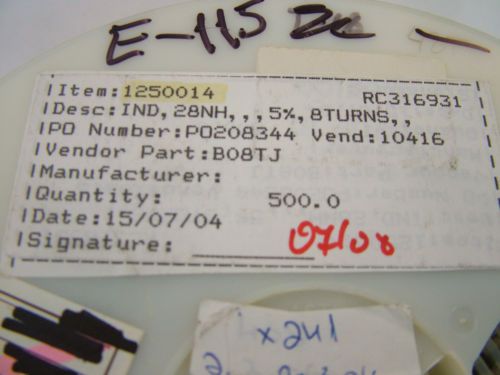 E-115 2c -
|Item:1250014 RC316931
|Desc:IND,28NH,,,5%,8TURNS,,
|PO Number:PO208344 Vend:10416
|Vendor Part:B08TJ
|Manufacturer:
|Quantity: 500.0
|Date:15/07/04
|Signature: 07/08
x241